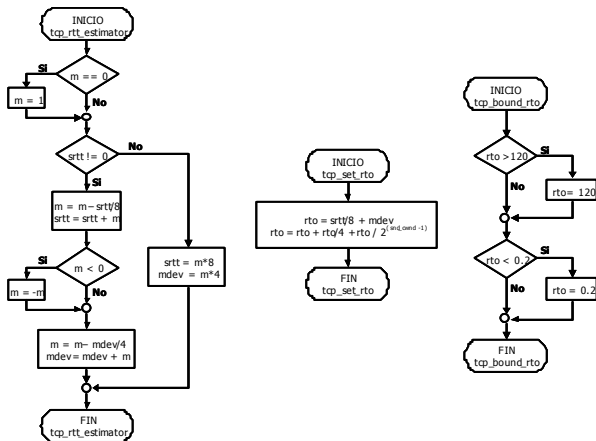 INICIO
tcp_rtt_estimator
Si
m == 0
m = 1
No
srtt != 0
No
Si
m = m - srtt/8
srtt = srtt + m
Si
m < 0
m = -m
No
m = m - mdev/4
mdev = mdev + m
srtt = m*8
mdev = m*4
FIN
tcp_rtt_estimator
INICIO
tcp_set_rto
rto = srtt/8 + mdev
rto = rto + rto/4 + rto / 2^(snd_cwnd -1)
FIN
tcp_set_rto
INICIO
tcp_bound_rto
rto >120
Si
No
rto= 120
rto < 0.2
Si
No
rto = 0.2
FIN
tcp_bound_rto